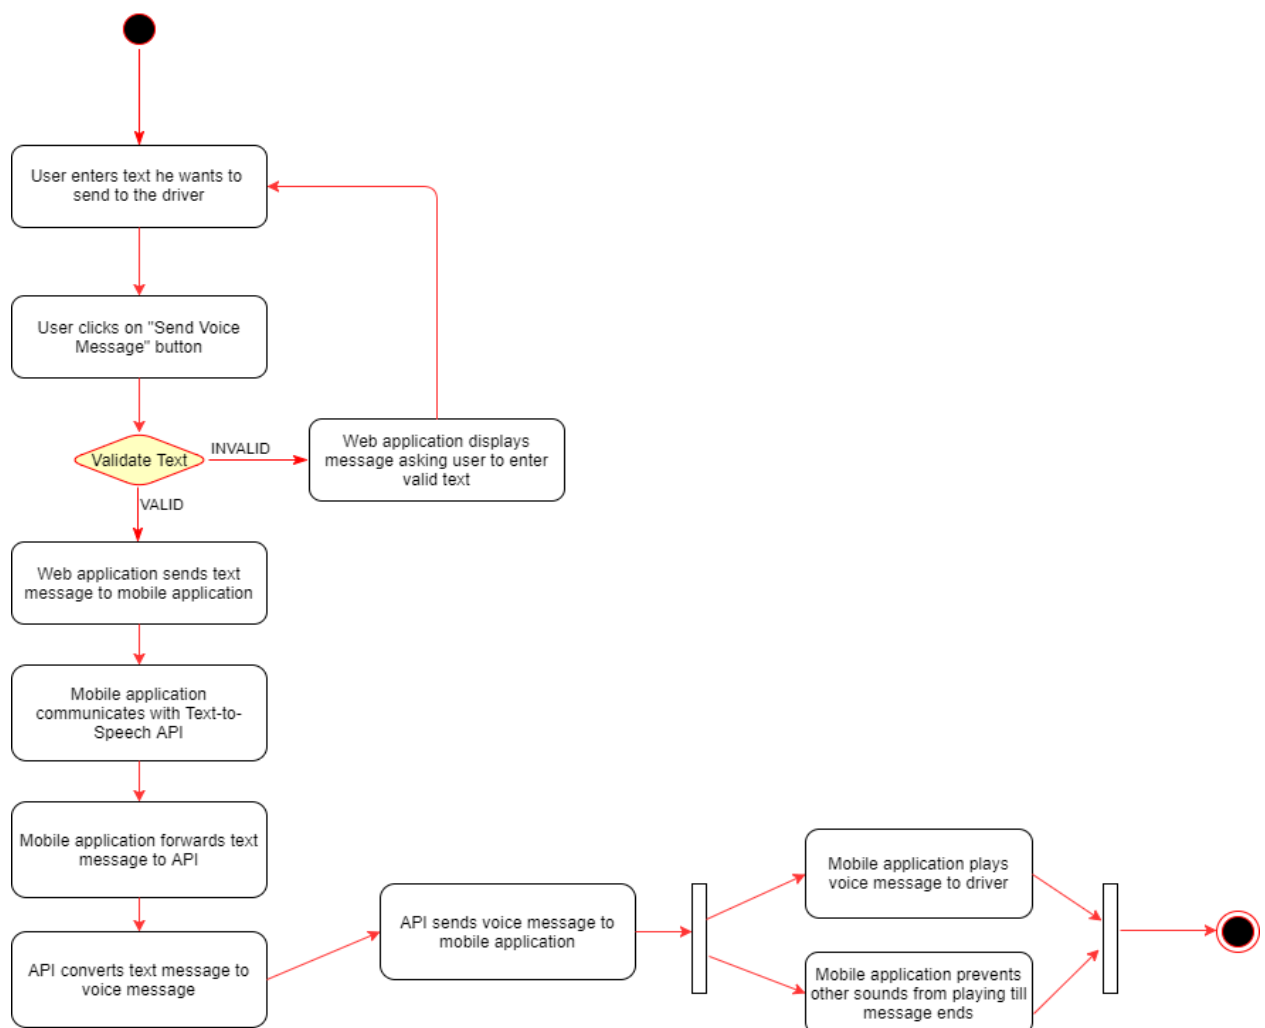 User enters text he wants to
send to the driver
User clicks on "Send Voice
Message" button
Validate Text
INVALID
Web application displays
message asking user to enter
valid text
VALID
Web application sends text
message to mobile application
Mobile application
communicates with Text-to-
Speech API
Mobile application forwards text
message to API
API converts text message to
voice message
API sends voice message to
mobile application
Mobile application plays
voice message to driver
Mobile application prevents
other sounds from playing till
message ends